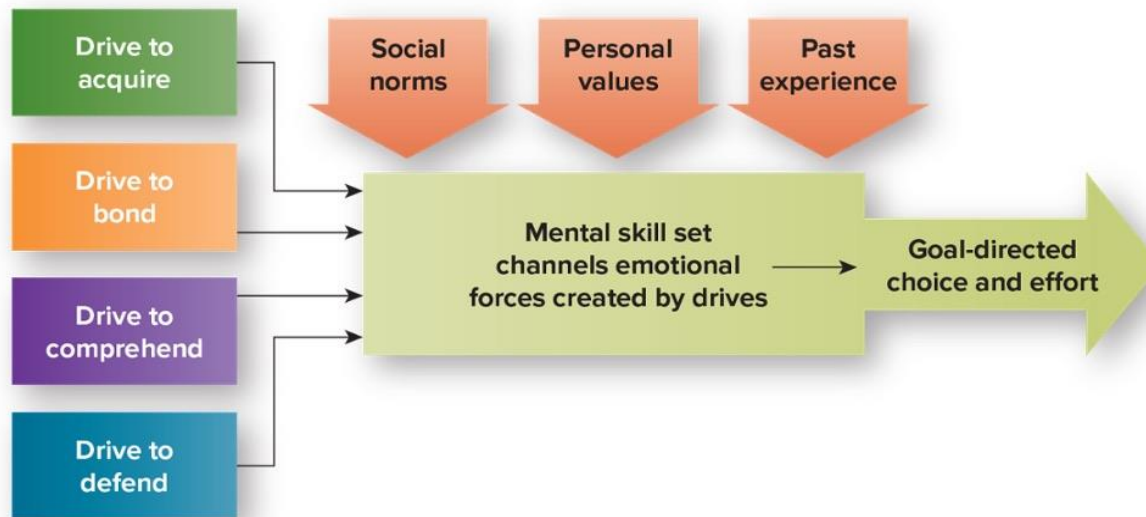 Drive to
acquire
Drive to
bond
Drive to
comprehend
Drive to
defend
Social
norms
Personal
values
Past
experience
Mental skill set
channels emotional
forces created by drives
Goal-directed
choice and effort